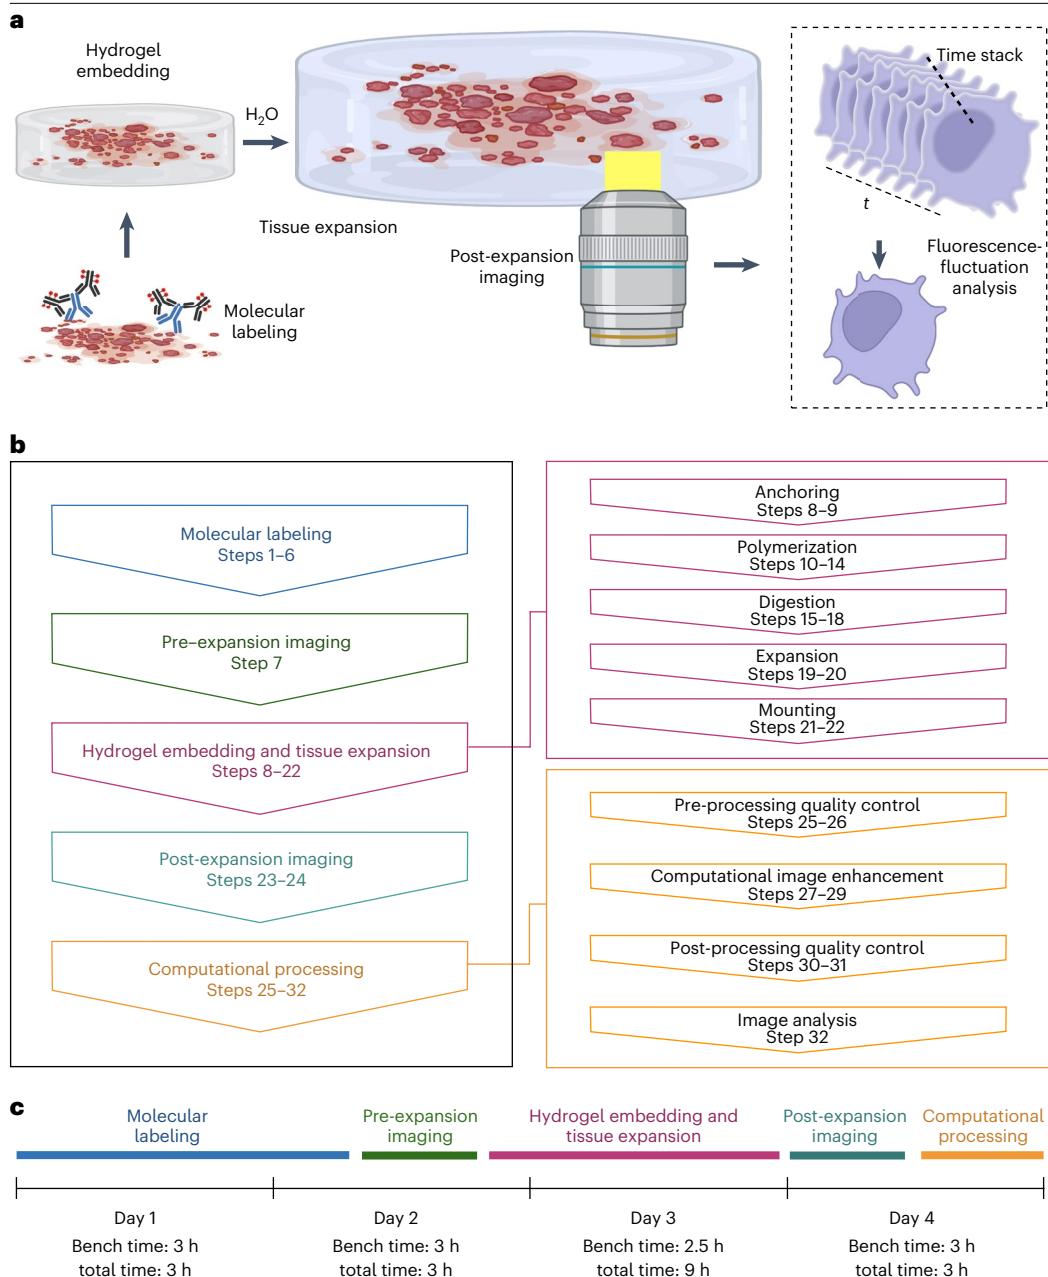 a
Hydrogel
embedding
H₂O
Tissue expansion
Molecular
labeling
Post-expansion
imaging
Time stack
t
Fluorescence-
fluctuation
analysis
b
Molecular labeling
Steps 1–6
Pre–expansion imaging
Step 7
Hydrogel embedding and tissue expansion
Steps 8–22
Post-expansion imaging
Steps 23–24
Computational processing
Steps 25–32
Anchoring
Steps 8–9
Polymerization
Steps 10–14
Digestion
Steps 15–18
Expansion
Steps 19–20
Mounting
Steps 21–22
Pre-processing quality control
Steps 25–26
Computational image enhancement
Steps 27–29
Post-processing quality control
Steps 30–31
Image analysis
Step 32
c
Molecular
labeling
Pre-expansion
imaging
Hydrogel embedding and
tissue expansion
Post-expansion
imaging
Computational
processing
Day 1
Bench time: 3 h
total time: 3 h
Day 2
Bench time: 3 h
total time: 3 h
Day 3
Bench time: 2.5 h
total time: 9 h
Day 4
Bench time: 3 h
total time: 3 h